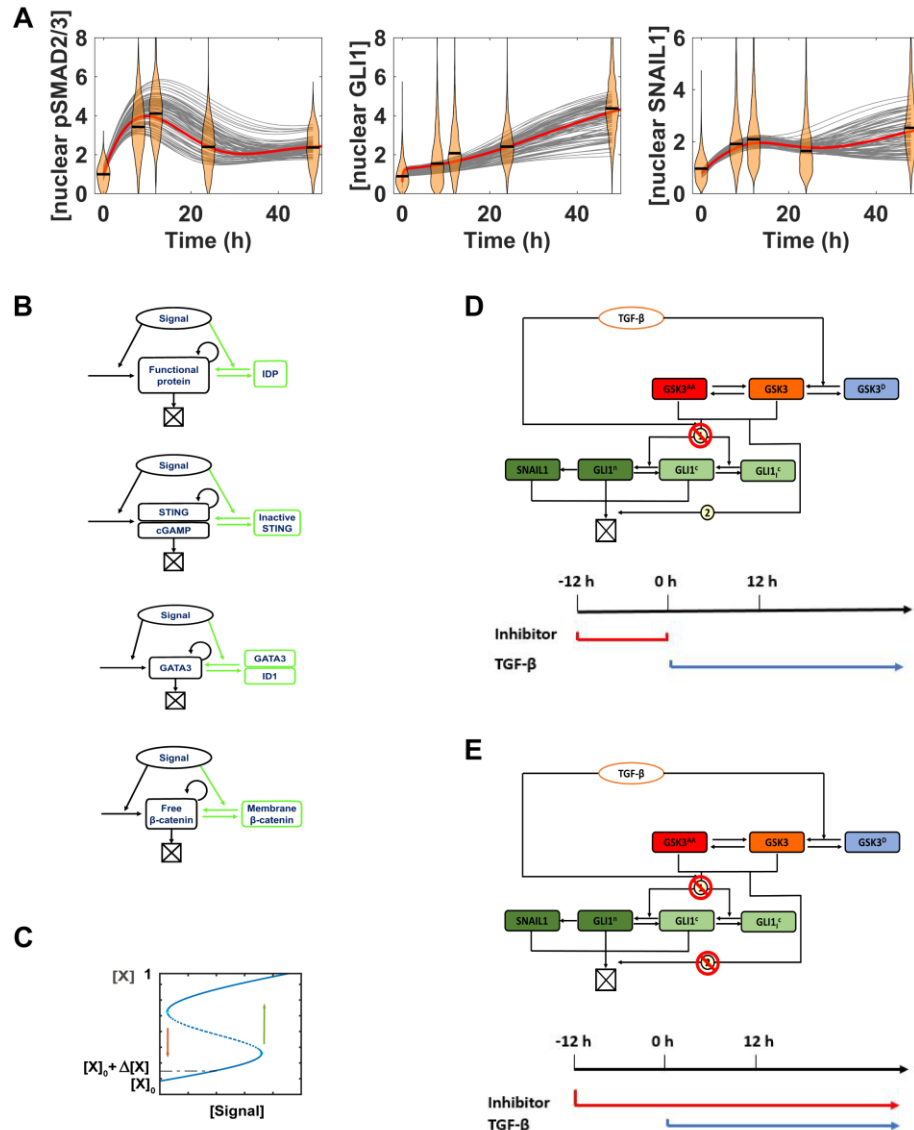 A
[nuclear pSMAD2/3]
8
6
4
2
0
0 20 40
Time (h)
[nuclear GLI1]
8
6
4
2
0
0 20 40
Time (h)
[nuclear SNAIL1]
8
6
4
2
0
0 20 40
Time (h)
B
Signal
Functional
protein
IDP
Signal
STING
cGAMP
Inactive
STING
Signal
GATA3
GATA3
ID1
Signal
Free
β-catenin
Membrane
β-catenin
C
[X] 1
[X]₀ + Δ[X]
[X]₀
[Signal]
D
TGF-β
GSK3ᴬᴬ GSK3 GSK3ᴰ
SNAIL1 GLI1ⁿ GLI1ᶜ GLI1ᵢᶜ
2
-12 h 0 h 12 h
Inhibitor
TGF-β
E
TGF-β
GSK3ᴬᴬ GSK3 GSK3ᴰ
SNAIL1 GLI1ⁿ GLI1ᶜ GLI1ᵢᶜ
-12 h 0 h 12 h
Inhibitor
TGF-β